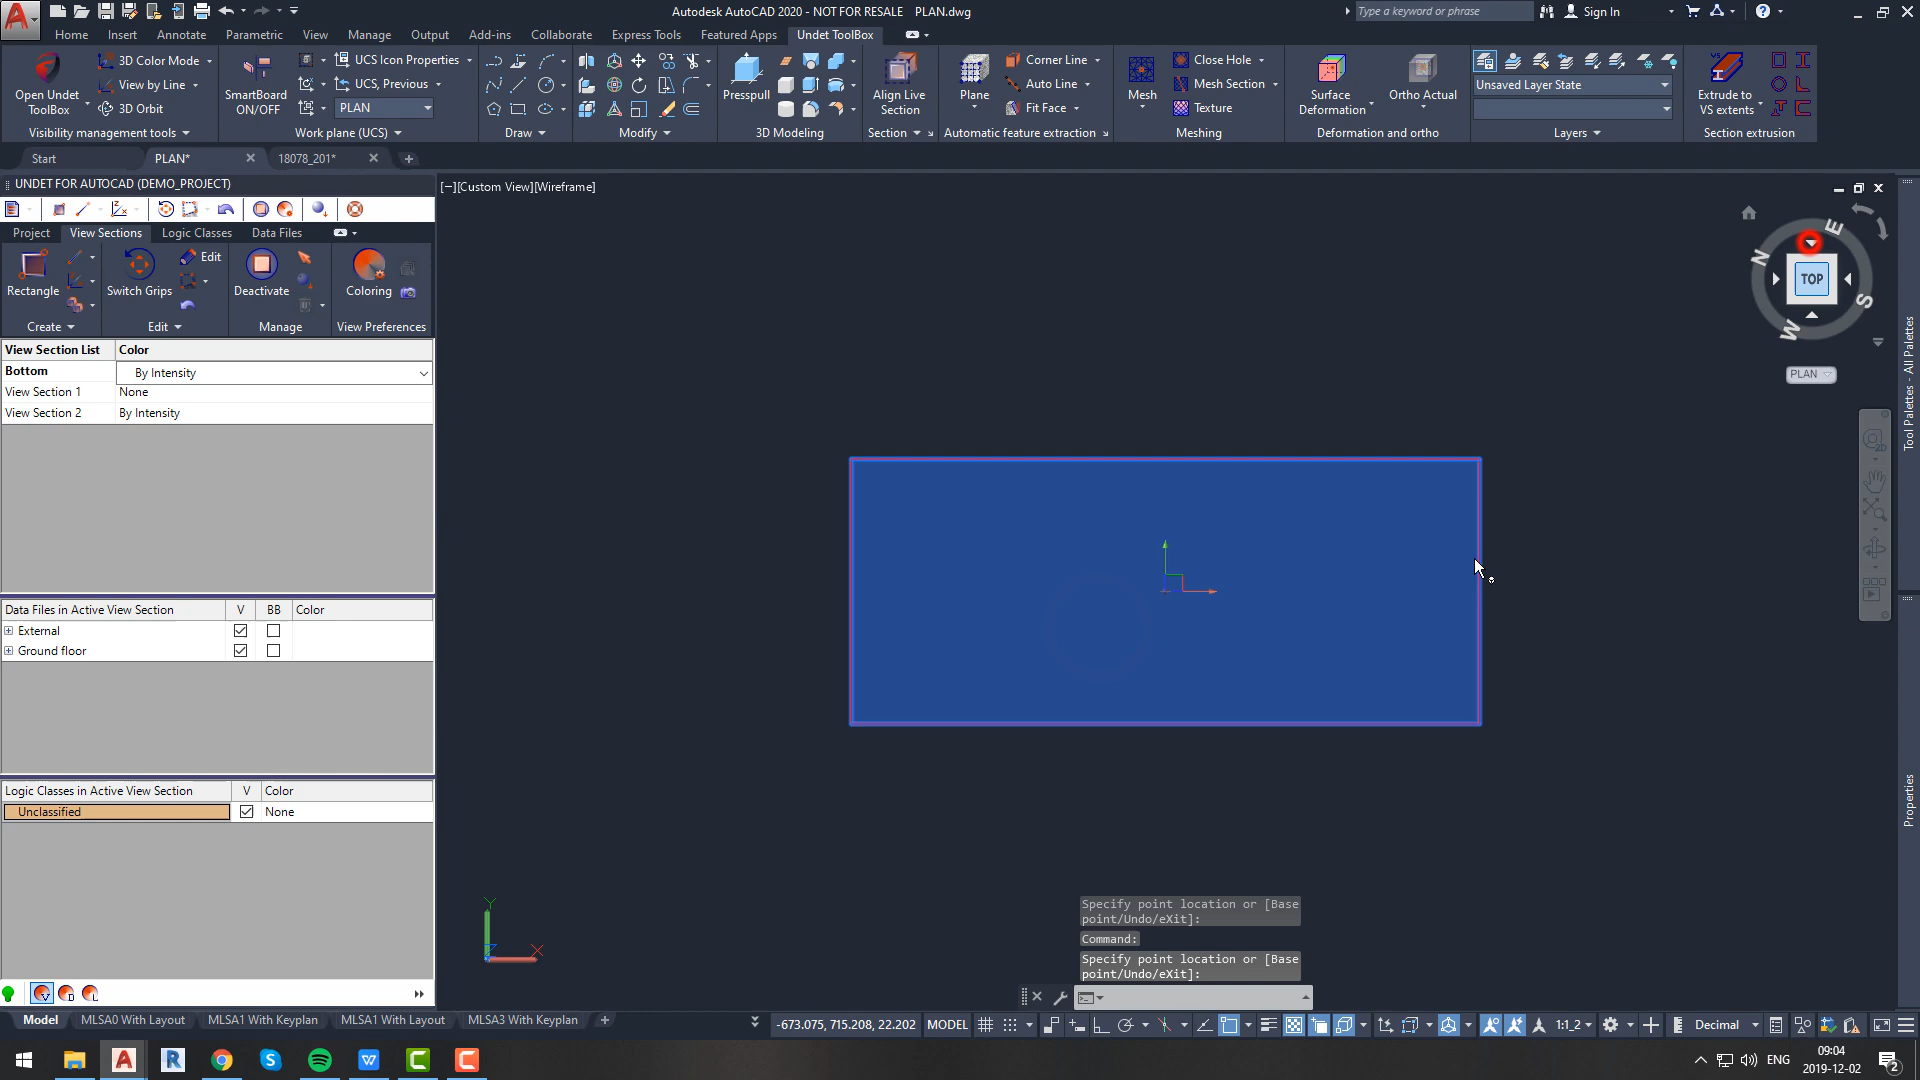 Autodesk AutoCAD 2020 - NOT FOR RESALE PLAN.dwg
Type a keyword or phrase
Sign In
Home Insert Annotate Parametric View Manage Output Add-ins Collaborate Express Tools Featured Apps Undet ToolBox
Open Undet
ToolBox
3D Color Mode
View by Line
3D Orbit
Visibility management tools
SmartBoard
ON/OFF
UCS Icon Properties
UCS, Previous
PLAN
Work plane (UCS)
Draw
Modify
Presspull
3D Modeling
Align Live
Section
Section
Plane
Corner Line
Auto Line
Fit Face
Automatic feature extraction
Mesh
Close Hole
Mesh Section
Texture
Meshing
Surface
Deformation
Ortho Actual
Deformation and ortho
Unsaved Layer State
Layers
Extrude to
VS extents
Section extrusion
Start PLAN* 18078_201*
UNDET FOR AUTOCAD (DEMO_PROJECT)
Project View Sections Logic Classes Data Files
Rectangle
Create
Switch Grips
Edit
Edit
Deactivate
Manage
Coloring
View Preferences
View Section List Color
Bottom By Intensity
View Section 1 None
View Section 2 By Intensity
Data Files in Active View Section V BB Color
External
Ground floor
Logic Classes in Active View Section V Color
Unclassified None
[−][Custom View][Wireframe]
N E
TOP
W S
PLAN
Tool Palettes - All Palettes
Properties
Y
Z
X
Specify point location or [Base
point/Undo/eXit]:
Command:
Specify point location or [Base
point/Undo/eXit]:
Model MLSA0 With Layout MLSA1 With Keyplan MLSA1 With Layout MLSA3 With Keyplan
-673.075, 715.208, 22.202 MODEL 1:1_2 Decimal
ENG
09:04
2019-12-02
2